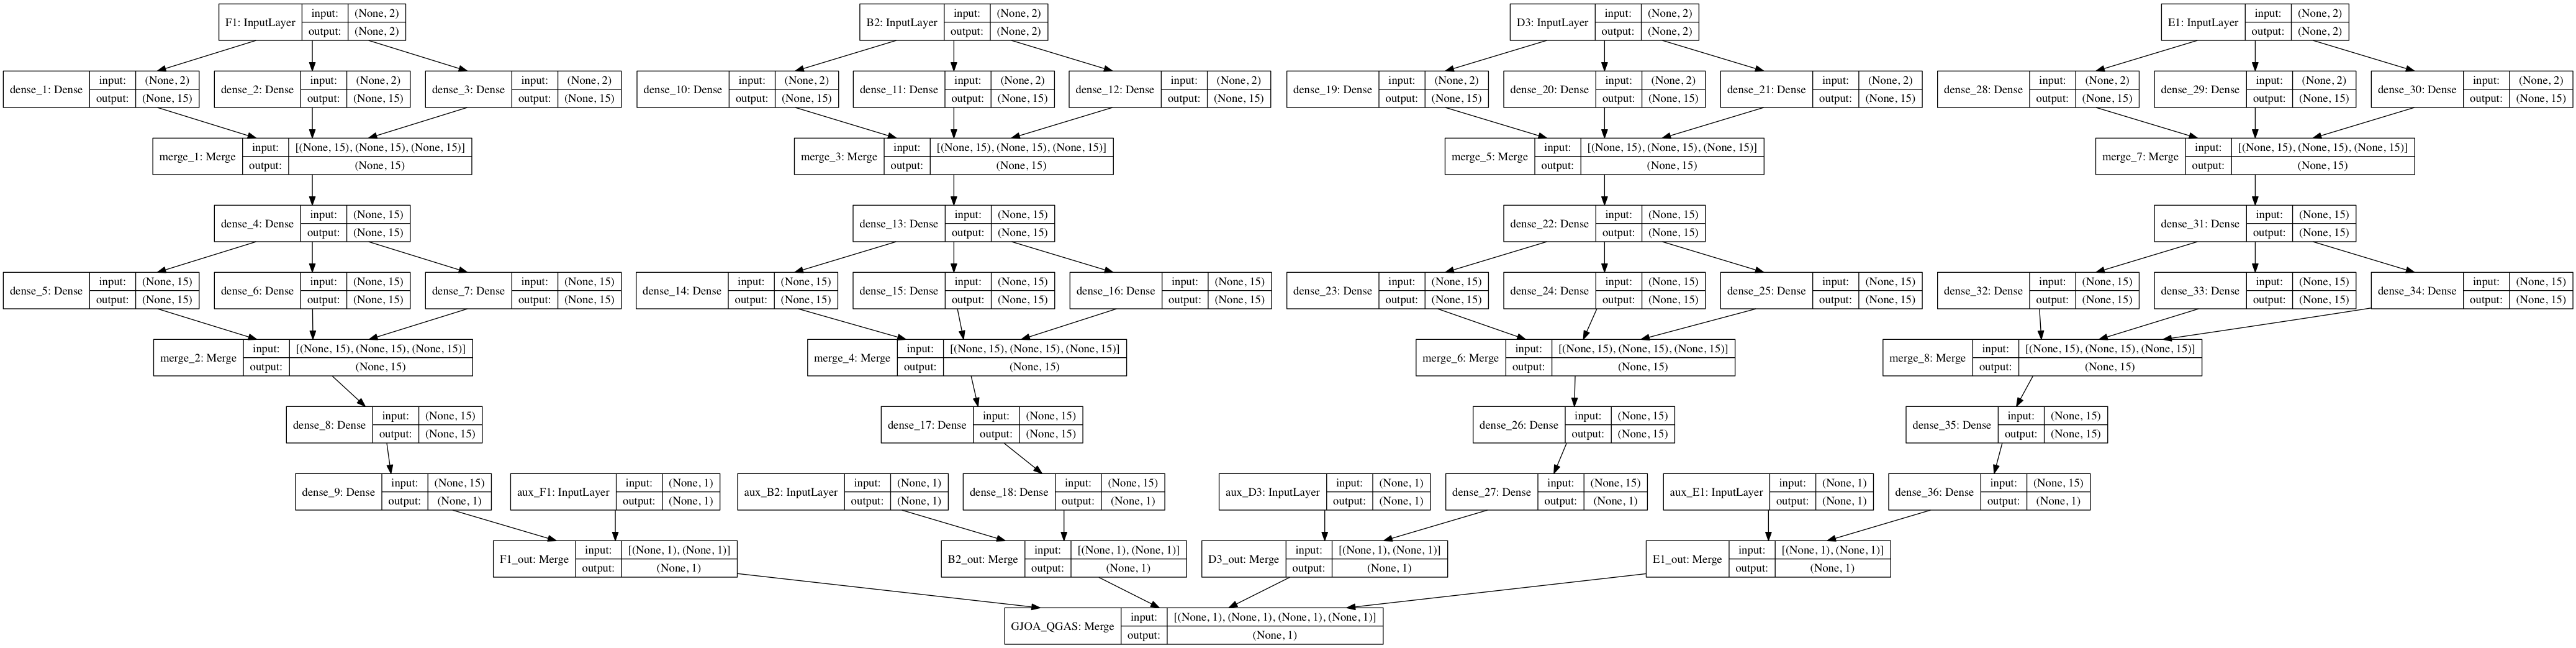 F1: InputLayer input: (None, 2) output: (None, 2)
B2: InputLayer input: (None, 2) output: (None, 2)
D3: InputLayer input: (None, 2) output: (None, 2)
E1: InputLayer input: (None, 2) output: (None, 2)
dense_1: Dense input: (None, 2) output: (None, 15)
dense_2: Dense input: (None, 2) output: (None, 15)
dense_3: Dense input: (None, 2) output: (None, 15)
dense_10: Dense input: (None, 2) output: (None, 15)
dense_11: Dense input: (None, 2) output: (None, 15)
dense_12: Dense input: (None, 2) output: (None, 15)
dense_19: Dense input: (None, 2) output: (None, 15)
dense_20: Dense input: (None, 2) output: (None, 15)
dense_21: Dense input: (None, 2) output: (None, 15)
dense_28: Dense input: (None, 2) output: (None, 15)
dense_29: Dense input: (None, 2) output: (None, 15)
dense_30: Dense input: (None, 2) output: (None, 15)
merge_1: Merge input: [(None, 15), (None, 15), (None, 15)] output: (None, 15)
merge_3: Merge input: [(None, 15), (None, 15), (None, 15)] output: (None, 15)
merge_5: Merge input: [(None, 15), (None, 15), (None, 15)] output: (None, 15)
merge_7: Merge input: [(None, 15), (None, 15), (None, 15)] output: (None, 15)
dense_4: Dense input: (None, 15) output: (None, 15)
dense_13: Dense input: (None, 15) output: (None, 15)
dense_22: Dense input: (None, 15) output: (None, 15)
dense_31: Dense input: (None, 15) output: (None, 15)
dense_5: Dense input: (None, 15) output: (None, 15)
dense_6: Dense input: (None, 15) output: (None, 15)
dense_7: Dense input: (None, 15) output: (None, 15)
dense_14: Dense input: (None, 15) output: (None, 15)
dense_15: Dense input: (None, 15) output: (None, 15)
dense_16: Dense input: (None, 15) output: (None, 15)
dense_23: Dense input: (None, 15) output: (None, 15)
dense_24: Dense input: (None, 15) output: (None, 15)
dense_25: Dense input: (None, 15) output: (None, 15)
dense_32: Dense input: (None, 15) output: (None, 15)
dense_33: Dense input: (None, 15) output: (None, 15)
dense_34: Dense input: (None, 15) output: (None, 15)
merge_2: Merge input: [(None, 15), (None, 15), (None, 15)] output: (None, 15)
merge_4: Merge input: [(None, 15), (None, 15), (None, 15)] output: (None, 15)
merge_6: Merge input: [(None, 15), (None, 15), (None, 15)] output: (None, 15)
merge_8: Merge input: [(None, 15), (None, 15), (None, 15)] output: (None, 15)
dense_8: Dense input: (None, 15) output: (None, 15)
dense_17: Dense input: (None, 15) output: (None, 15)
dense_26: Dense input: (None, 15) output: (None, 15)
dense_35: Dense input: (None, 15) output: (None, 15)
dense_9: Dense input: (None, 15) output: (None, 1)
aux_F1: InputLayer input: (None, 1) output: (None, 1)
aux_B2: InputLayer input: (None, 1) output: (None, 1)
dense_18: Dense input: (None, 15) output: (None, 1)
aux_D3: InputLayer input: (None, 1) output: (None, 1)
dense_27: Dense input: (None, 15) output: (None, 1)
aux_E1: InputLayer input: (None, 1) output: (None, 1)
dense_36: Dense input: (None, 15) output: (None, 1)
F1_out: Merge input: [(None, 1), (None, 1)] output: (None, 1)
B2_out: Merge input: [(None, 1), (None, 1)] output: (None, 1)
D3_out: Merge input: [(None, 1), (None, 1)] output: (None, 1)
E1_out: Merge input: [(None, 1), (None, 1)] output: (None, 1)
GJOA_QGAS: Merge input: [(None, 1), (None, 1), (None, 1), (None, 1)] output: (None, 1)